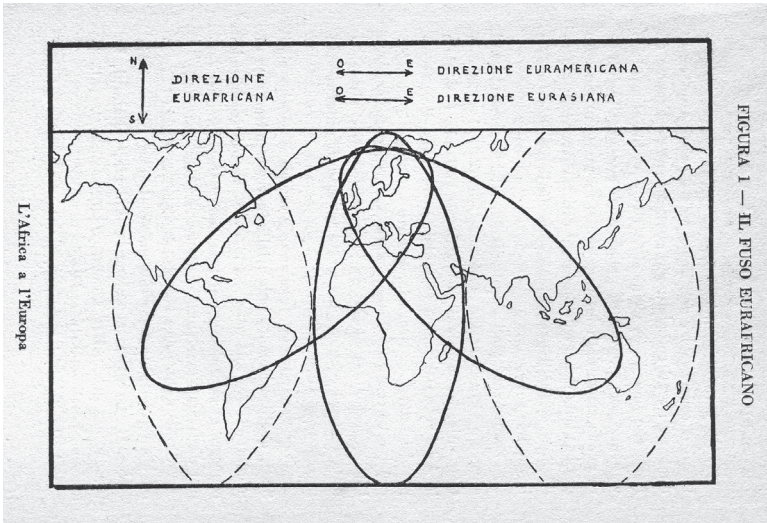 N
S
DIREZIONE
EURAFRICANA
O E
DIREZIONE EURAMERICANA
O E
DIREZIONE EURASIANA
FIGURA 1 — IL FUSO EURAFRICANO
L'Africa a l'Europa